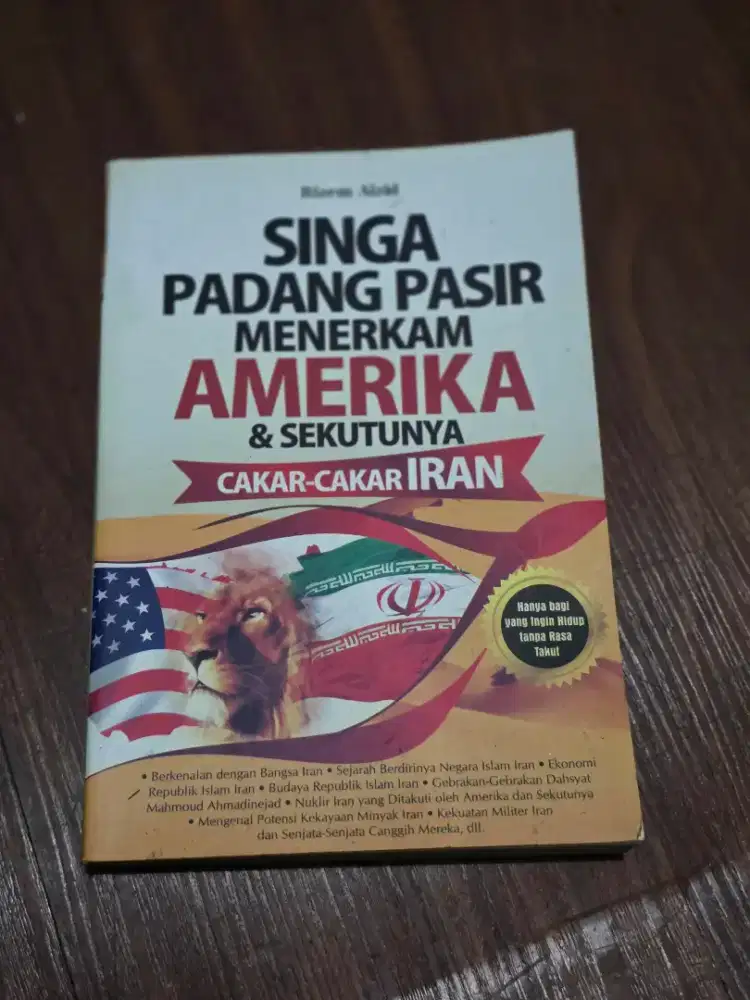 Rizem Aizid
SINGA
PADANG PASIR
MENERKAM
AMERIKA
& SEKUTUNYA
CAKAR-CAKAR IRAN
Hanya bagi
yang Ingin Hidup
tanpa Rasa
Takut
• Berkenalan dengan Bangsa Iran • Sejarah Berdirinya Negara Islam Iran • Ekonomi
Republik Islam Iran • Budaya Republik Islam Iran • Gebrakan-Gebrakan Dahsyat
Mahmoud Ahmadinejad • Nuklir Iran yang Ditakuti oleh Amerika dan Sekutunya
• Mengenal Potensi Kekayaan Minyak Iran • Kekuatan Militer Iran
dan Senjata-Senjata Canggih Mereka, dll.